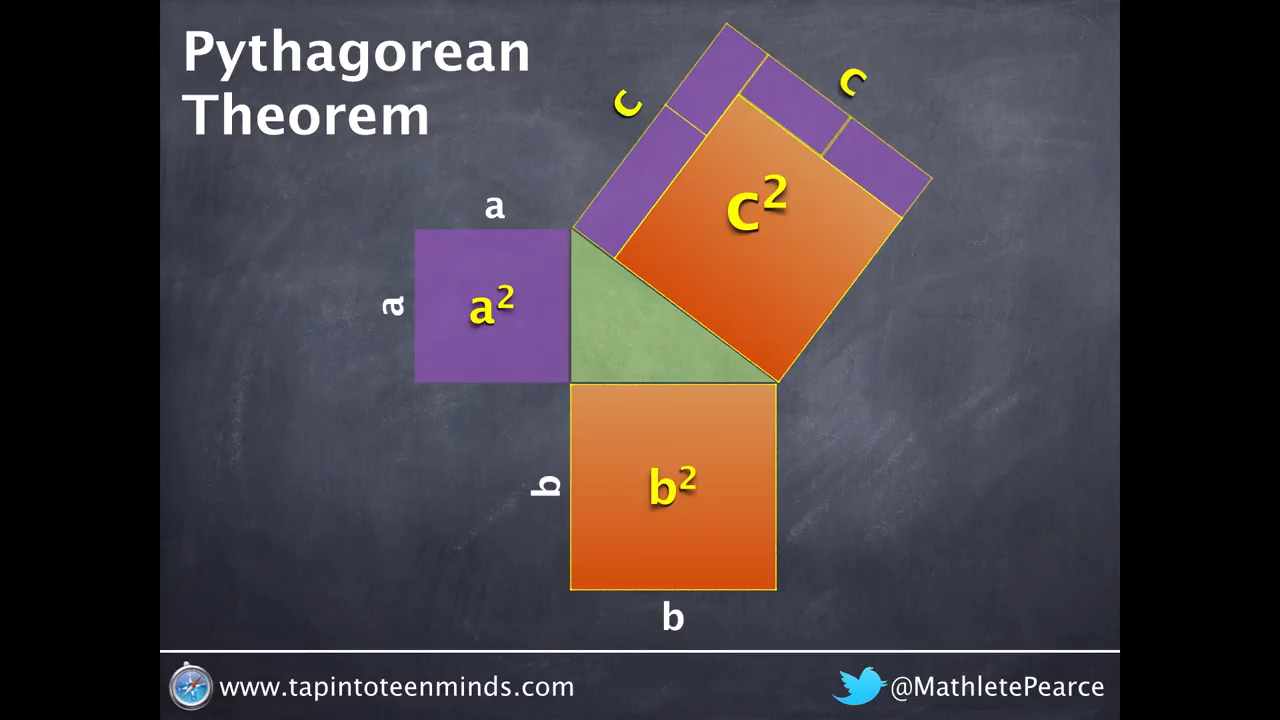 Pythagorean
Theorem
c
c
c²
a
a
a²
b
b²
b
www.tapintoteenminds.com
@MathletePearce